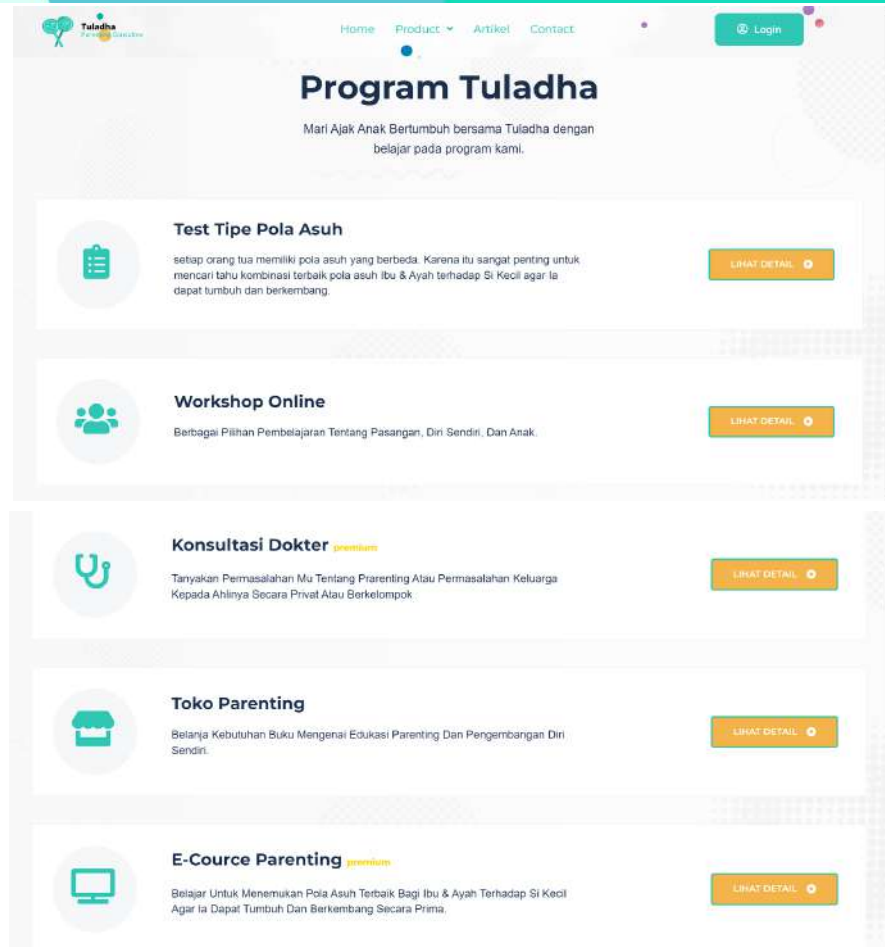 Tuladha
Home Product Artikel Contact
Login
Program Tuladha
Mari Ajak Anak Bertumbuh bersama Tuladha dengan
belajar pada program kami.
Test Tipe Pola Asuh
setiap orang tua memiliki pola asuh yang berbeda. Karena itu sangat penting untuk
mencari tahu kombinasi terbaik pola asuh Ibu & Ayah terhadap Si Kecil agar Ia
dapat tumbuh dan berkembang.
LIHAT DETAIL
Workshop Online
Berbagai Pilihan Pembelajaran Tentang Pasangan, Diri Sendiri, Dan Anak.
LIHAT DETAIL
Konsultasi Dokter premium
Tanyakan Permasalahan Mu Tentang Prarenting Atau Permasalahan Keluarga
Kepada Ahlinya Secara Privat Atau Berkelompok
LIHAT DETAIL
Toko Parenting
Belanja Kebutuhan Buku Mengenai Edukasi Parenting Dan Pengembangan Diri
Sendiri.
LIHAT DETAIL
E-Cource Parenting premium
Belajar Untuk Menemukan Pola Asuh Terbaik Bagi Ibu & Ayah Terhadap Si Kecil
Agar Ia Dapat Tumbuh Dan Berkembang Secara Prima.
LIHAT DETAIL